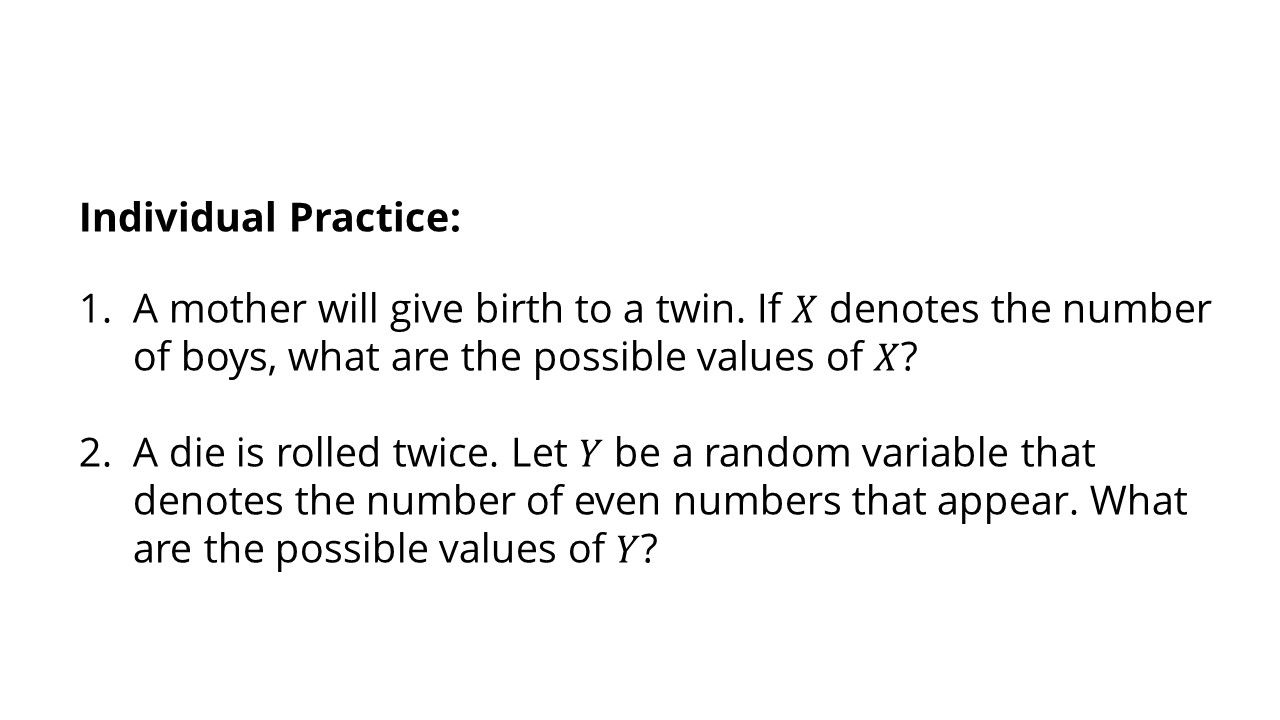 Individual Practice:
1. A mother will give birth to a twin. If X denotes the number
of boys, what are the possible values of X?
2. A die is rolled twice. Let Y be a random variable that
denotes the number of even numbers that appear. What
are the possible values of Y?